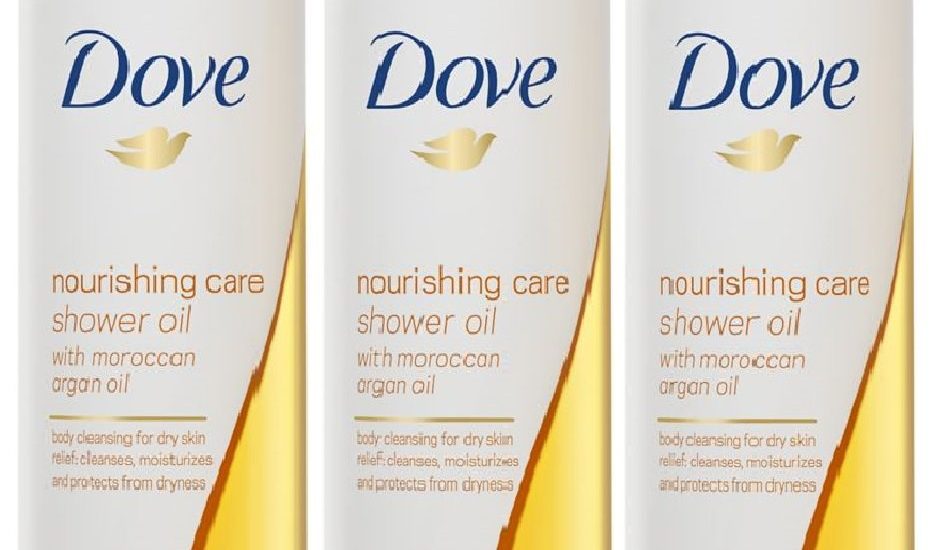 Dove
nourishing care
shower oil
with moroccan
argan oil
body cleansing for dry skin
relief: cleanses, moisturizes
and protects from dryness
Dove
nourishing care
shower oil
with moroccan
argan oil
body cleansing for dry skin
relief: cleanses, moisturizes
and protects from dryness
Dove
nourishing care
shower oil
with moroccan
argan oil
body cleansing for dry skin
relief: cleanses, moisturizes
and protects from dryness